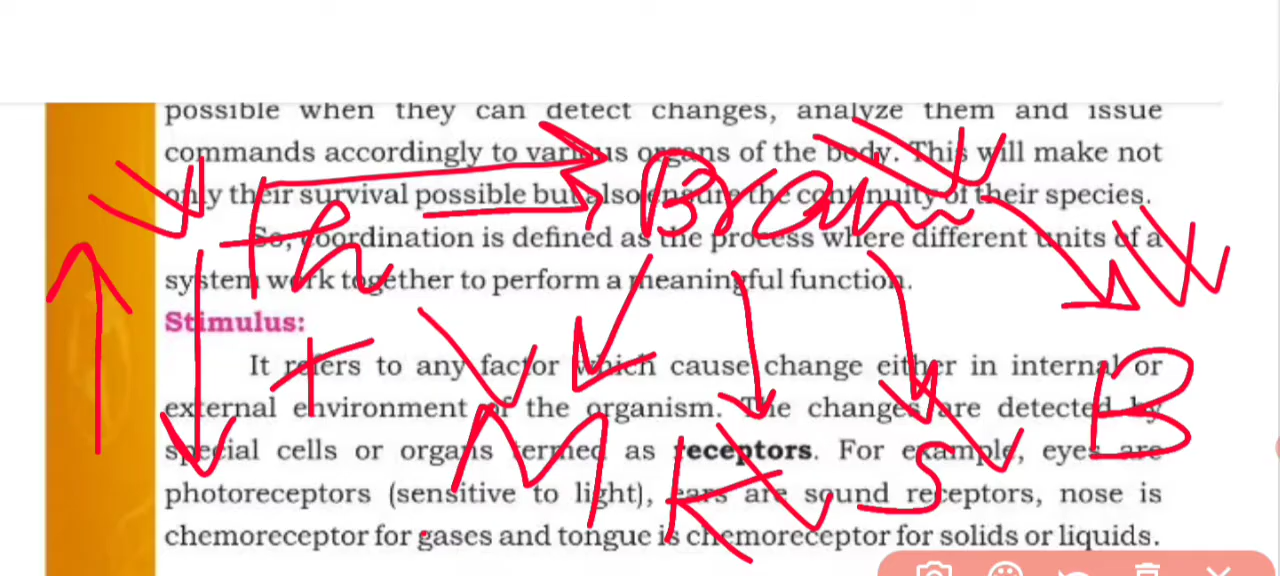 possible when they can detect changes, analyze them and issue
commands accordingly to various organs of the body. This will make not
only their survival possible but also ensure the continuity of their species.
So, coordination is defined as the process where different units of a
system work together to perform a meaningful function.
Stimulus:
It refers to any factor which cause change either in internal or
external environment of the organism. The changes are detected by
special cells or organs termed as receptors. For example, eyes are
photoreceptors (sensitive to light), ears are sound receptors, nose is
chemoreceptor for gases and tongue is chemoreceptor for solids or liquids.
Brain
T
M
K
S
B